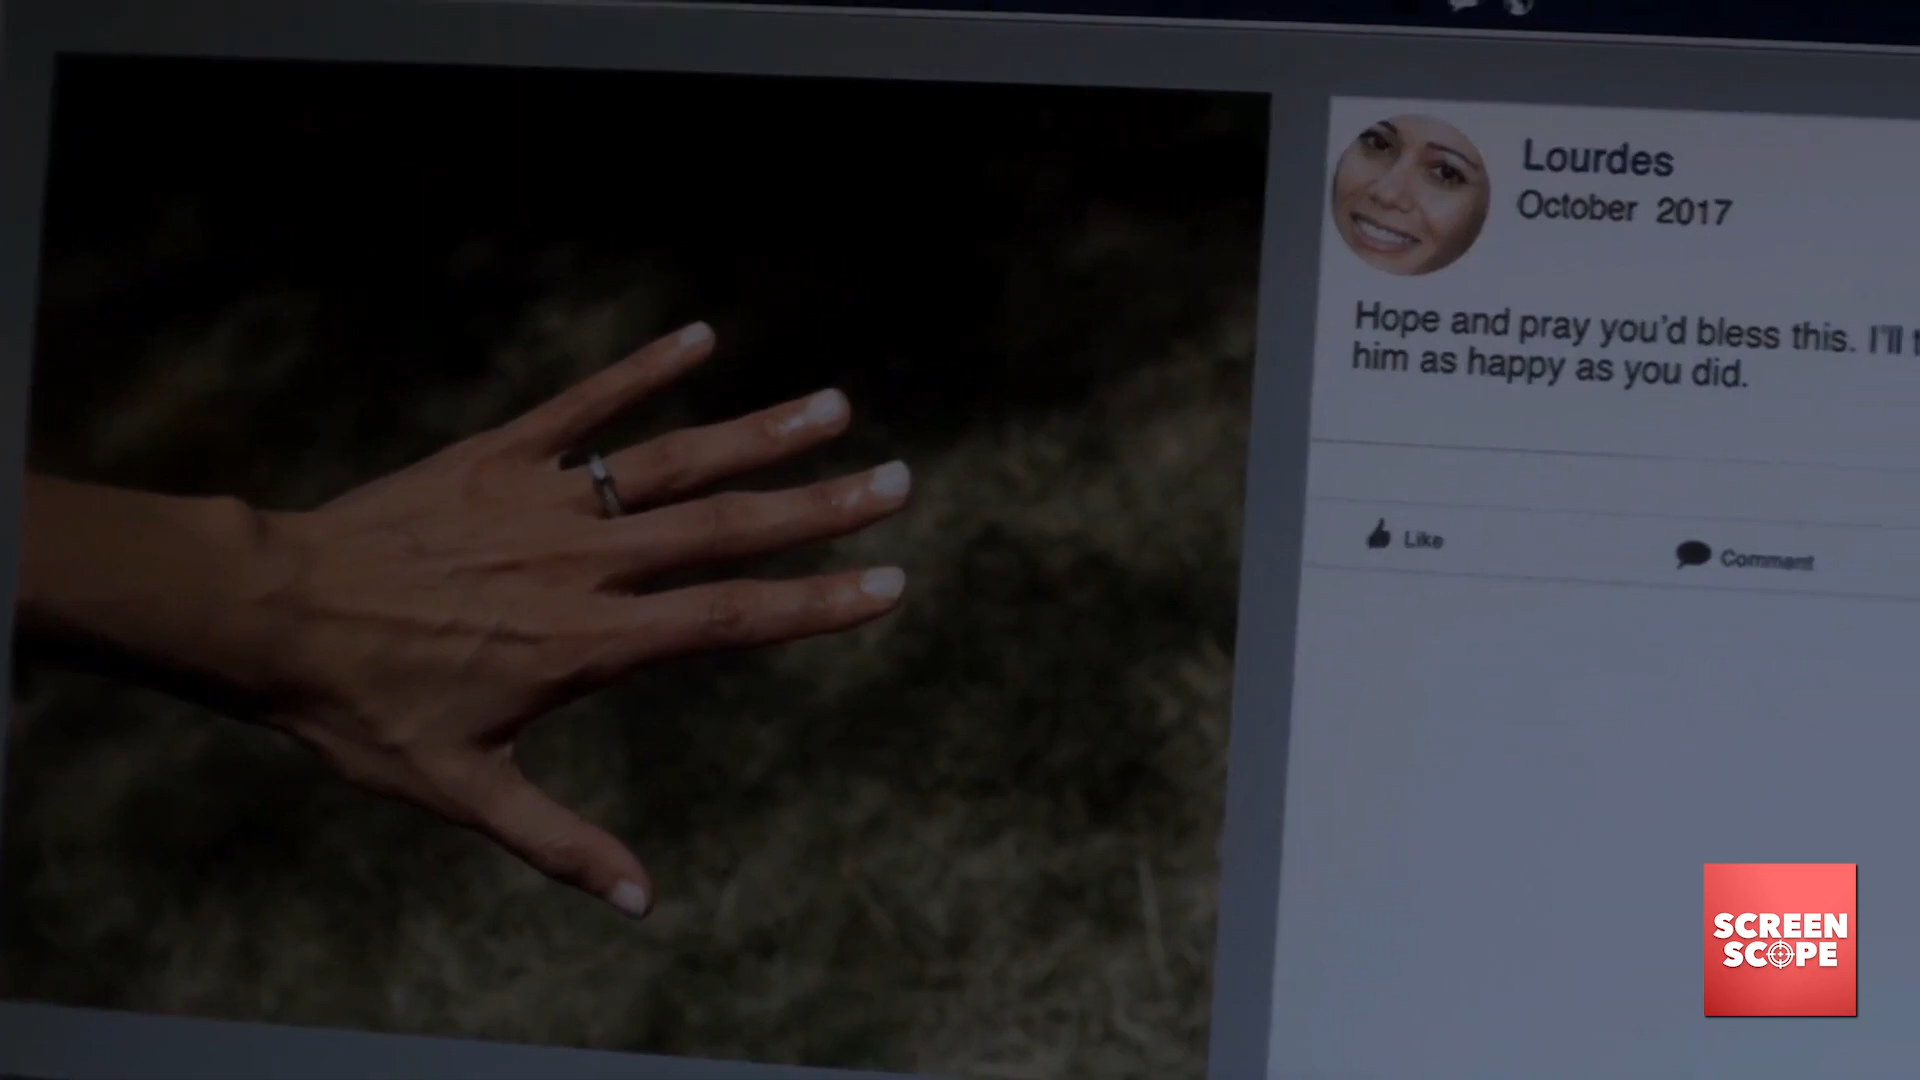 Lourdes
October 2017
Hope and pray you'd bless this. I'll
him as happy as you did.
Like
Comment
SCREEN
SCOPE